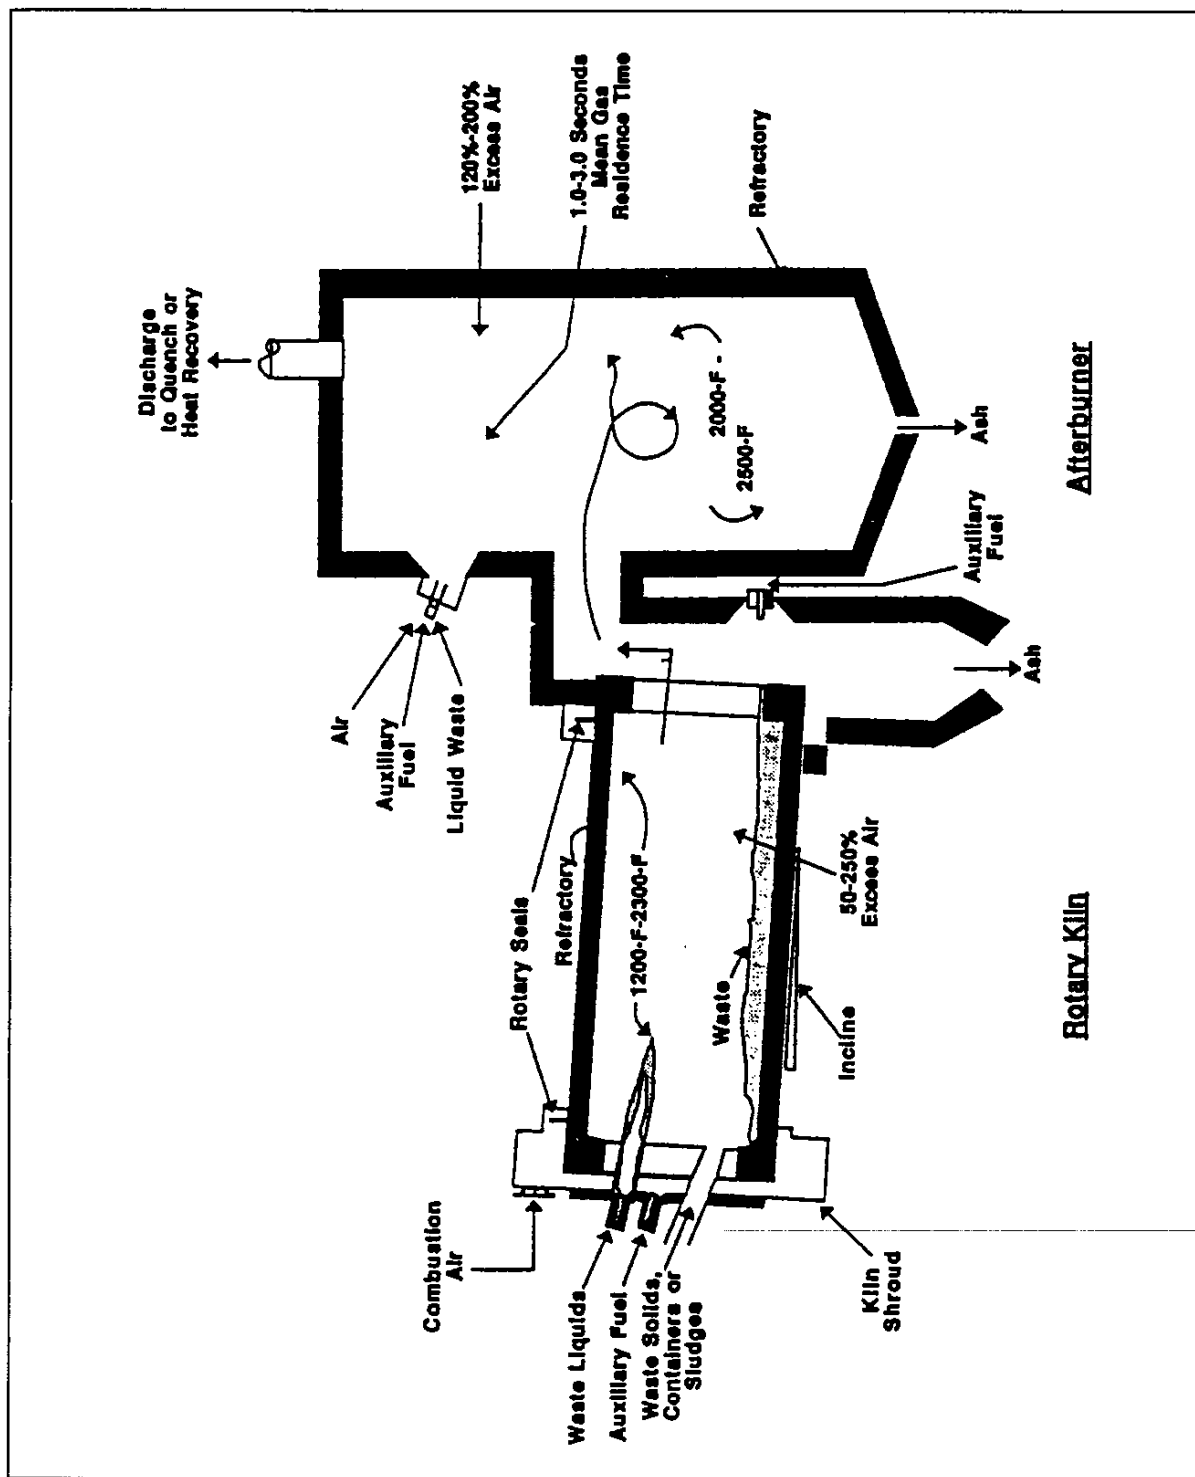 Discharge
to Quench or
Heat Recovery
120%-200%
Excess Air
1.0-3.0 Seconds
Mean Gas
Residence Time
Air
Auxiliary
Fuel
Liquid Waste
Rotary Seals
Combustion
Air
Refractory
1200-F-2300-F
Waste Liquids
Auxiliary Fuel
Waste Solids,
Containers or
Sludges
Waste
50-250%
Excess Air
2000-F -
2500-F
Refractory
Kiln
Shroud
Incline
Ash
Auxiliary
Fuel
Ash
Rotary Kiln
Afterburner